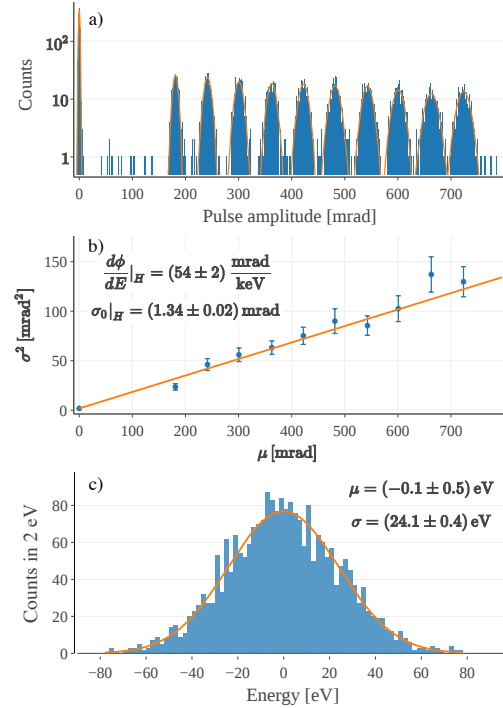 a)
Counts
10²
10
1
0 100 200 300 400 500 600 700
Pulse amplitude [mrad]
b)
dϕ/dE|_H = (54 ± 2) mrad/keV
σ₀|_H = (1.34 ± 0.02) mrad
σ² [mrad²]
150
100
50
0
0 100 200 300 400 500 600 700
μ [mrad]
c)
μ = (−0.1 ± 0.5) eV
σ = (24.1 ± 0.4) eV
Counts in 2 eV
80
60
40
20
0
−80 −60 −40 −20 0 20 40 60 80
Energy [eV]